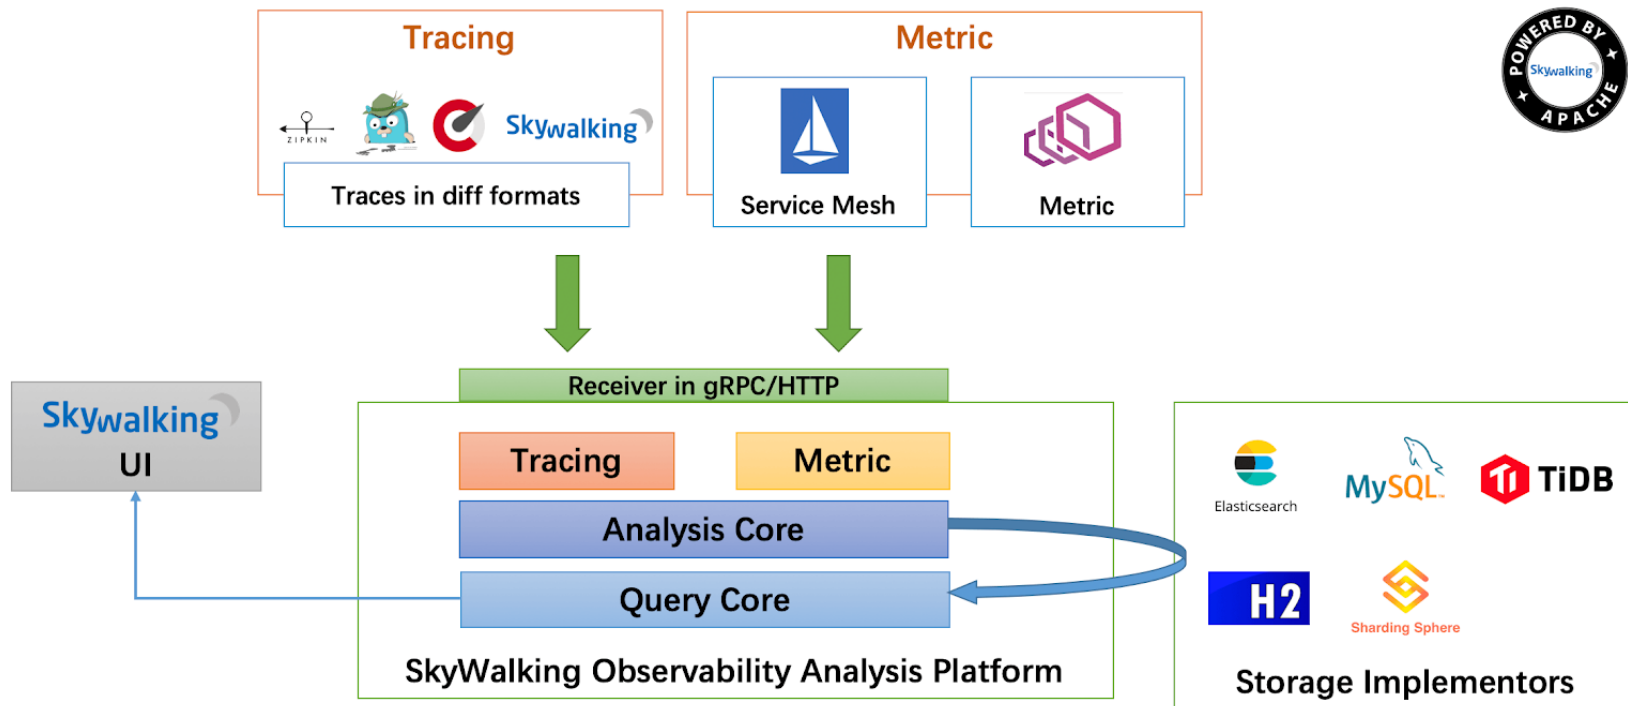 Tracing
Metric
POWERED BY
Skywalking
APACHE
ZIPKIN
Skywalking
Traces in diff formats
Service Mesh
Metric
Receiver in gRPC/HTTP
Skywalking
UI
Tracing
Metric
Analysis Core
Query Core
SkyWalking Observability Analysis Platform
Elasticsearch
MySQL™
Ti TiDB
H2
Sharding Sphere
Storage Implementors